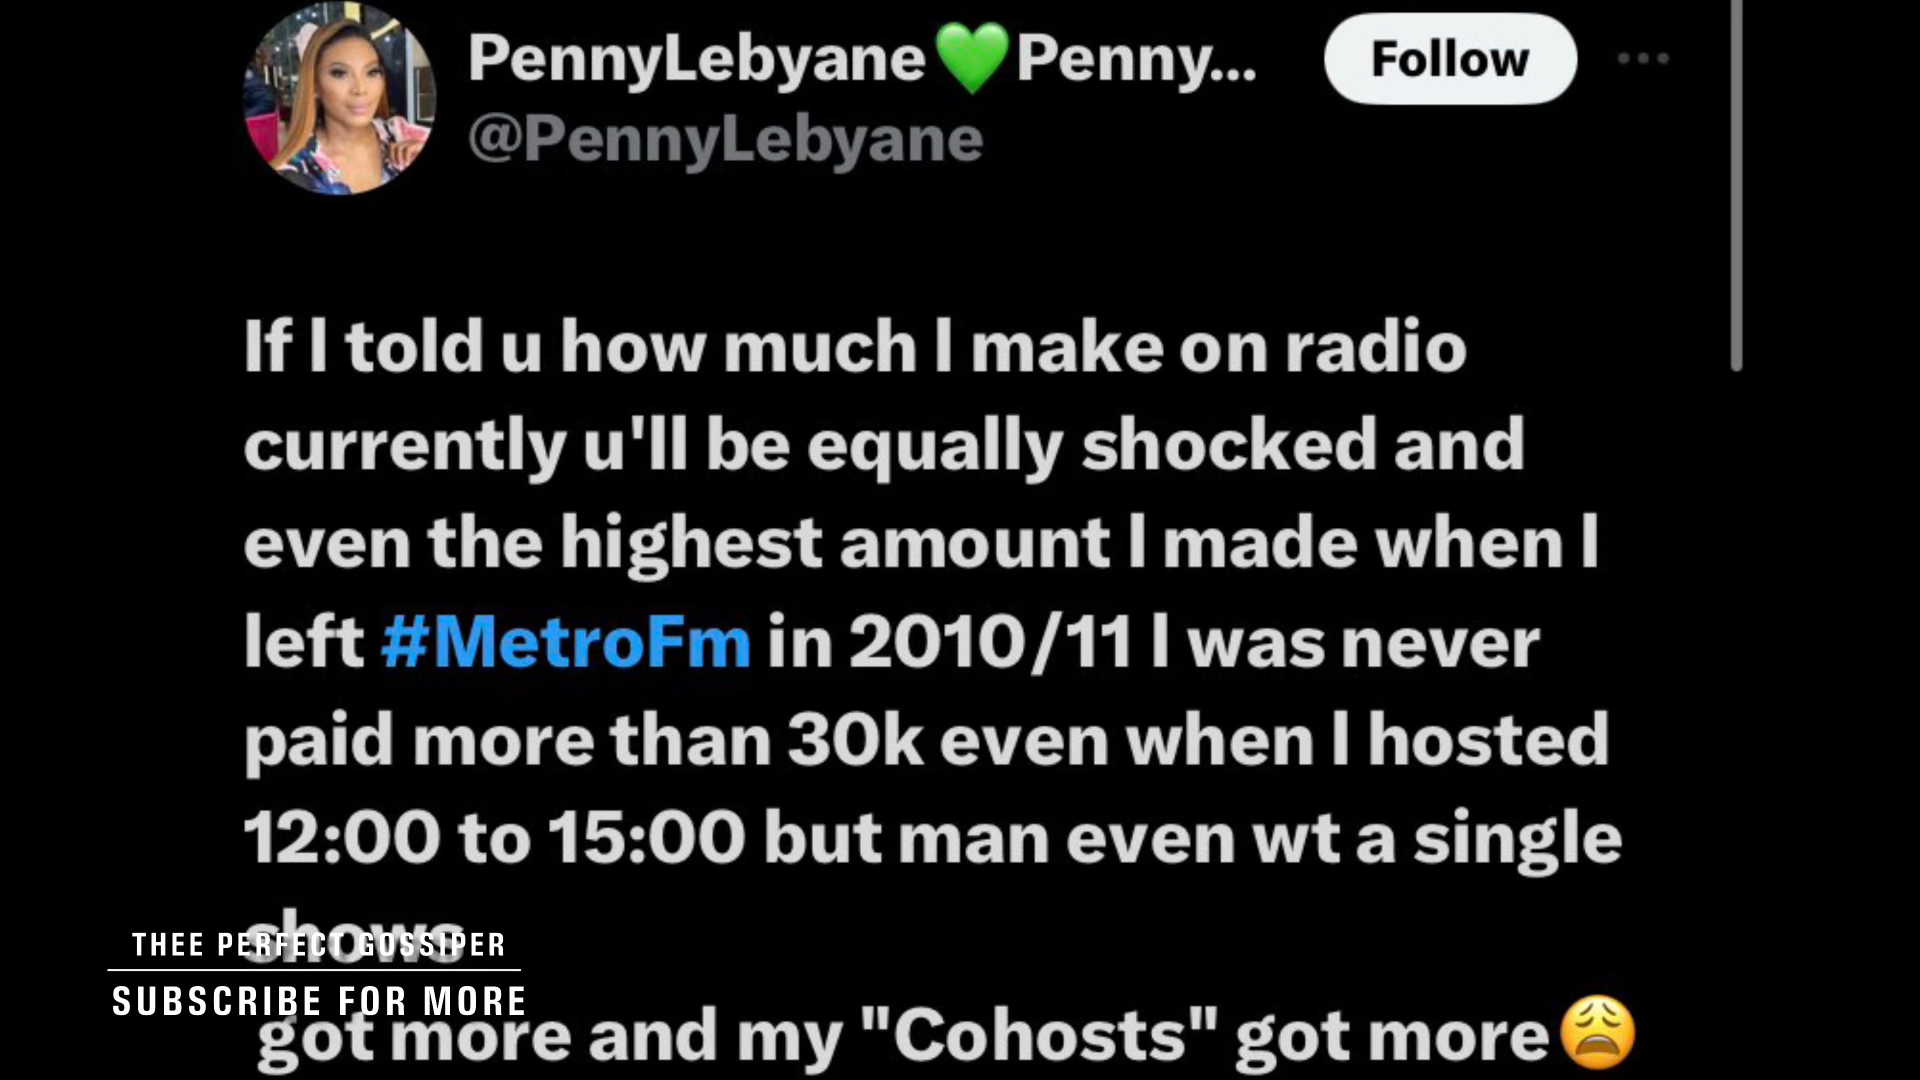 PennyLebyane💚Penny...
Follow
@PennyLebyane
If I told u how much I make on radio
currently u'll be equally shocked and
even the highest amount I made when I
left #MetroFm in 2010/11 I was never
paid more than 30k even when I hosted
12:00 to 15:00 but man even wt a single
shows
THEE PERFECT GOSSIPER
SUBSCRIBE FOR MORE
got more and my "Cohosts" got more😩